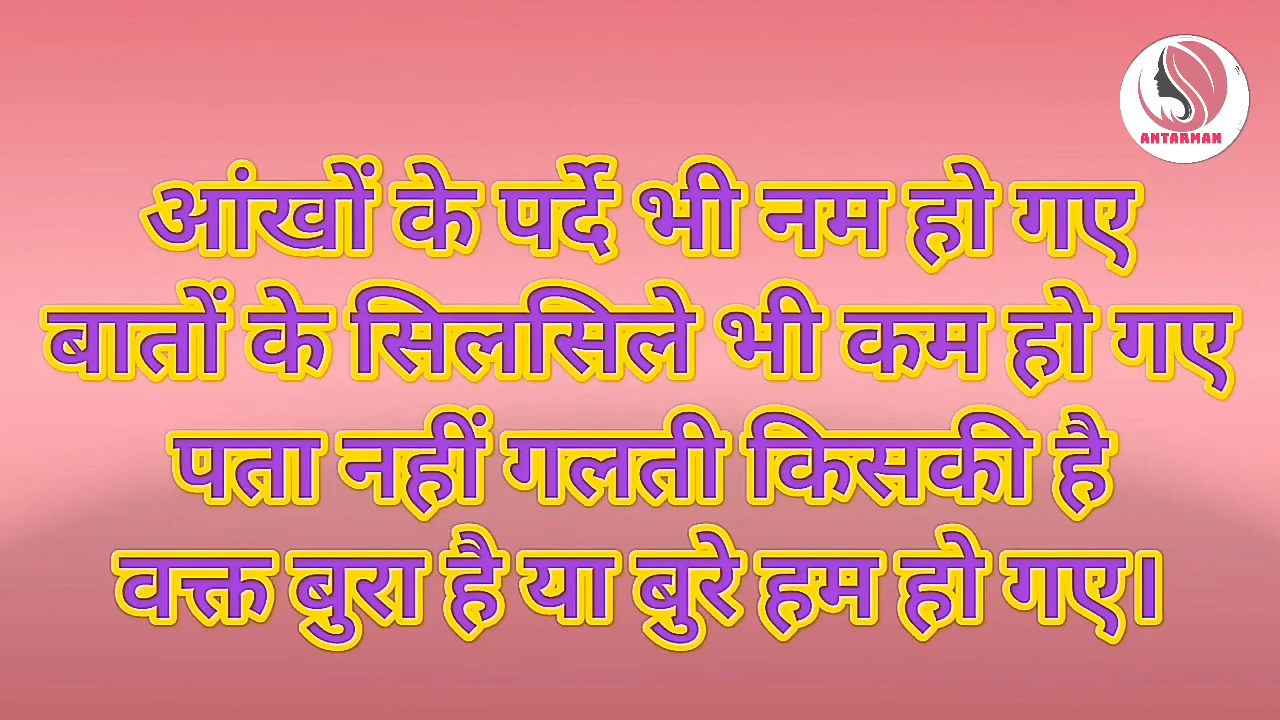 ANTARMAN
आंखों के पर्दे भी नम हो गए
बातों के सिलसिले भी कम हो गए
पता नहीं गलती किसकी है
वक्त बुरा है या बुरे हम हो गए।